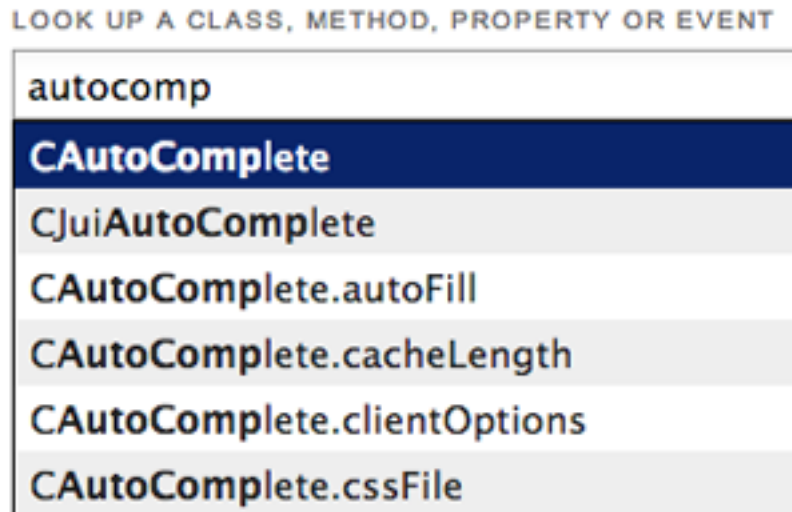 LOOK UP A CLASS, METHOD, PROPERTY OR EVENT
autocomp
CAutoComplete
CJuiAutoComplete
CAutoComplete.autoFill
CAutoComplete.cacheLength
CAutoComplete.clientOptions
CAutoComplete.cssFile